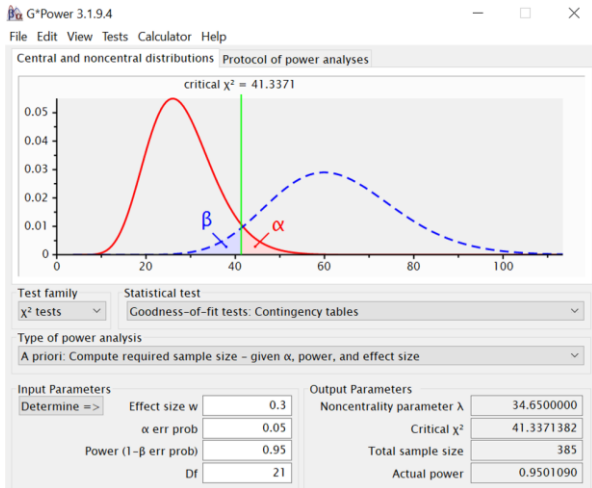 G*Power 3.1.9.4
File Edit View Tests Calculator Help
Central and noncentral distributions Protocol of power analyses
critical χ² = 41.3371
0.05
0.04
0.03
0.02
0.01
0
β
α
0 20 40 60 80 100
Test family Statistical test
χ² tests Goodness-of-fit tests: Contingency tables
Type of power analysis
A priori: Compute required sample size – given α, power, and effect size
Input Parameters Output Parameters
Determine => Effect size w 0.3 Noncentrality parameter λ 34.6500000
α err prob 0.05 Critical χ² 41.3371382
Power (1-β err prob) 0.95 Total sample size 385
Df 21 Actual power 0.9501090